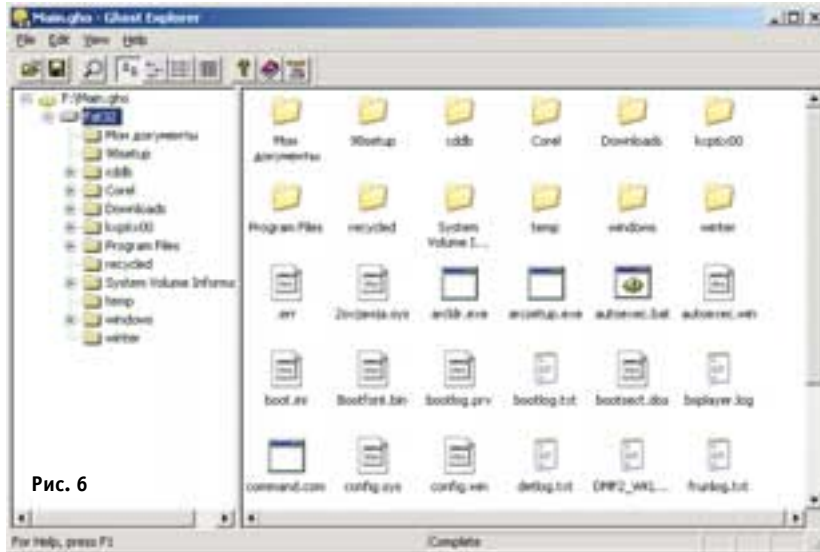 Main.gho - Ghost Explorer
File Edit View Help
F:\Main.gho
Fat32
Мои документы
98setup
cddb
Corel
Downloads
Program Files
recycled
System Volume Informa
temp
windows
winter
Мои документы
98setup
cddb
Corel
Downloads
Program Files
recycled
System Volume I...
temp
windows
winter
.err
arcldr.exe
arcsetup.exe
autoexec.bat
autoexec.win
boot.ini
Bootfont.bin
bootlog.prv
bootlog.txt
bootsect.dos
bsplayer.log
command.com
config.sys
config.win
detlog.txt
frunlog.txt
Рис. 6
For Help, press F1
Complete